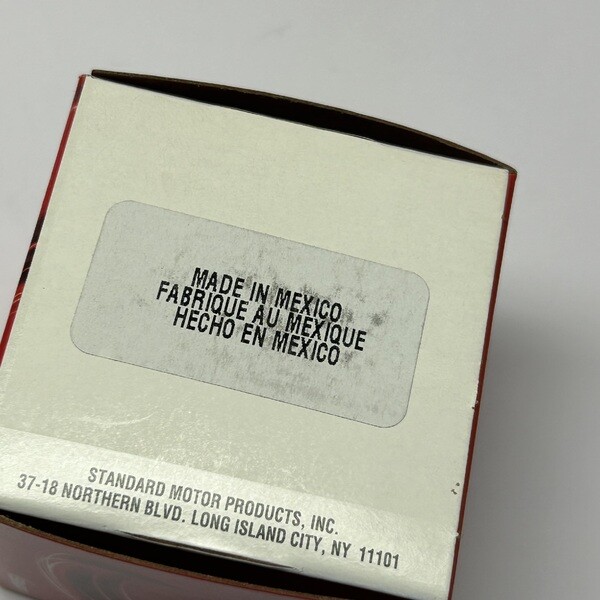 MADE IN MEXICO
FABRIQUE AU MEXIQUE
HECHO EN MEXICO
STANDARD MOTOR PRODUCTS, INC.
37-18 NORTHERN BLVD. LONG ISLAND CITY, NY 11101